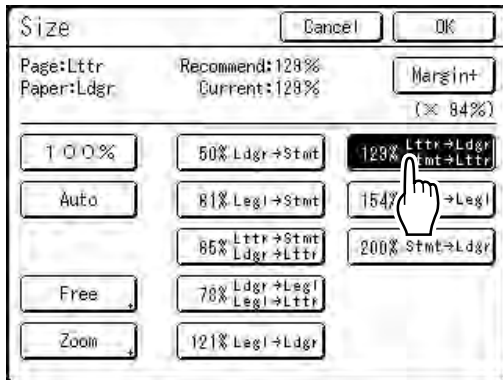 Size
Cancel
OK
Page:Lttr
Recommend:129%
Margin+
Paper:Ldgr
Current:129%
(× 94%)
100%
50% Ldgr→Stmt
129% Lttr→Ldgr
Stmt→Lttr
Auto
81% Legl→Stmt
154% →Legl
65% Lttr→Stmt
Ldgr→Lttr
200% Stmt→Ldgr
Free
78% Ldgr→Legl
Legl→Lttr
Zoom
121% Legl→Ldgr